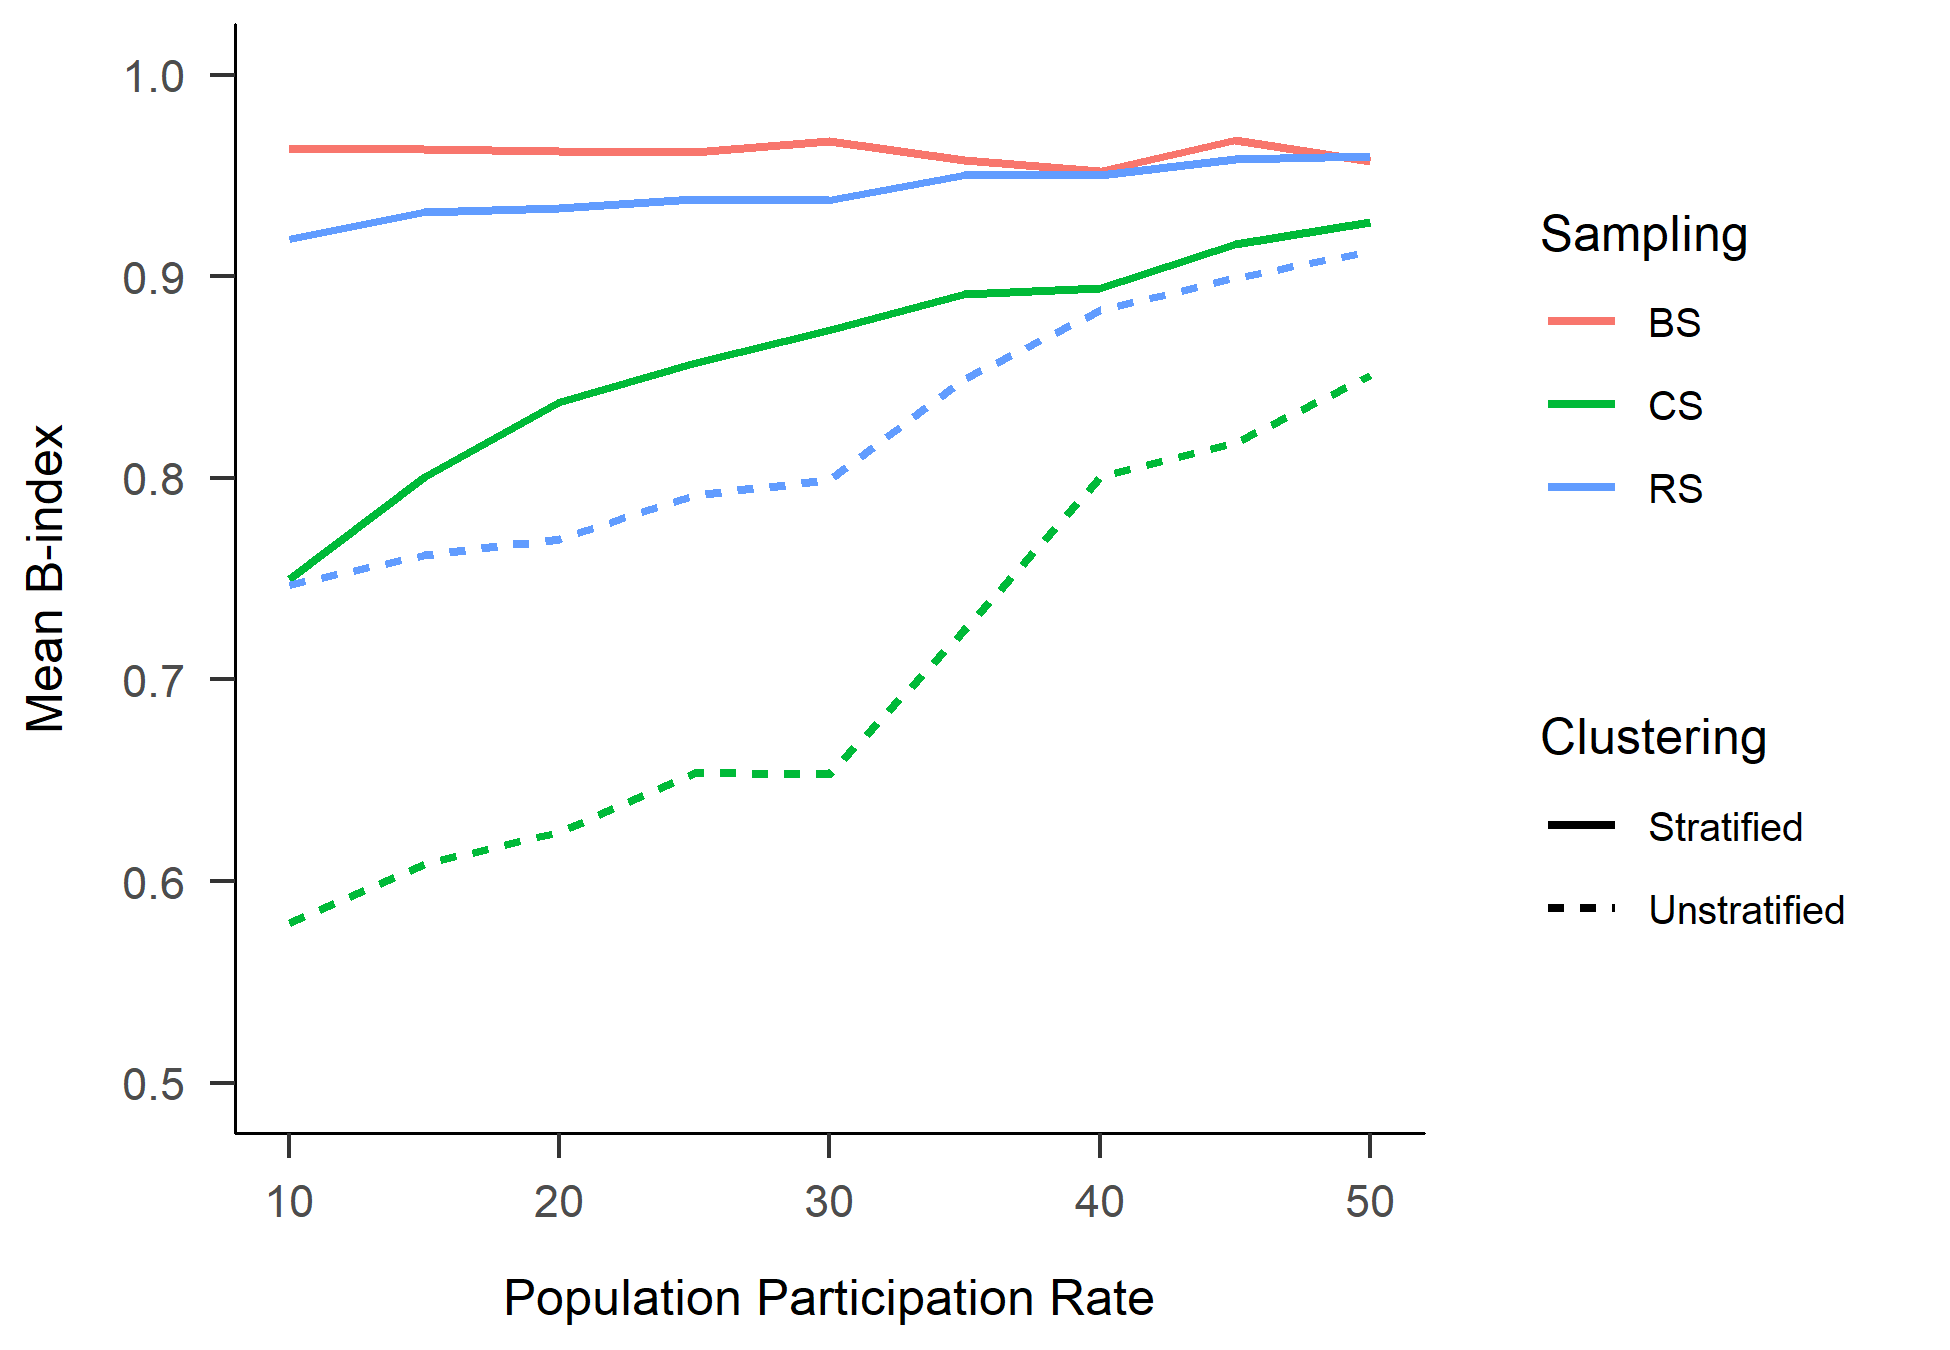 1.0
0.9
0.8
0.7
0.6
0.5
Mean B-index
10 20 30 40 50
Population Participation Rate
Sampling
BS
CS
RS
Clustering
Stratified
Unstratified